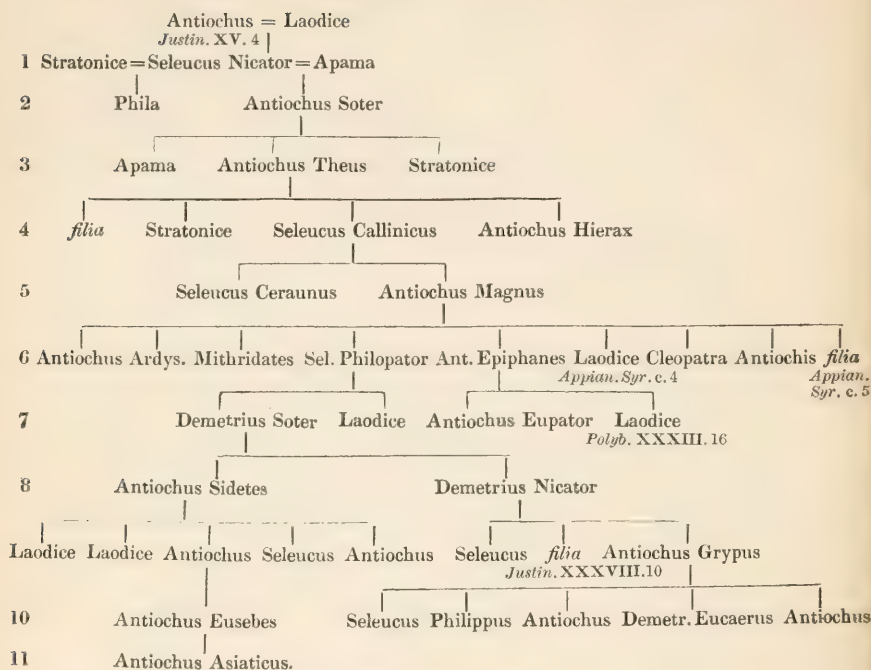 Antiochus = Laodice
Justin. XV. 4
1 Stratonice=Seleucus Nicator=Apama
2 Phila Antiochus Soter
3 Apama Antiochus Theus Stratonice
4 filia Stratonice Seleucus Callinicus Antiochus Hierax
5 Seleucus Ceraunus Antiochus Magnus
6 Antiochus Ardys. Mithridates Sel. Philopator Ant. Epiphanes Laodice Cleopatra Antiochis filia
Appian. Syr. c. 4 Appian.
Syr. c. 5
7 Demetrius Soter Laodice Antiochus Eupator Laodice
Polyb. XXXIII. 16
8 Antiochus Sidetes Demetrius Nicator
Laodice Laodice Antiochus Seleucus Antiochus Seleucus filia Antiochus Grypus
Justin. XXXVIII.10
10 Antiochus Eusebes Seleucus Philippus Antiochus Demetr. Eucaerus Antiochus
11 Antiochus Asiaticus.